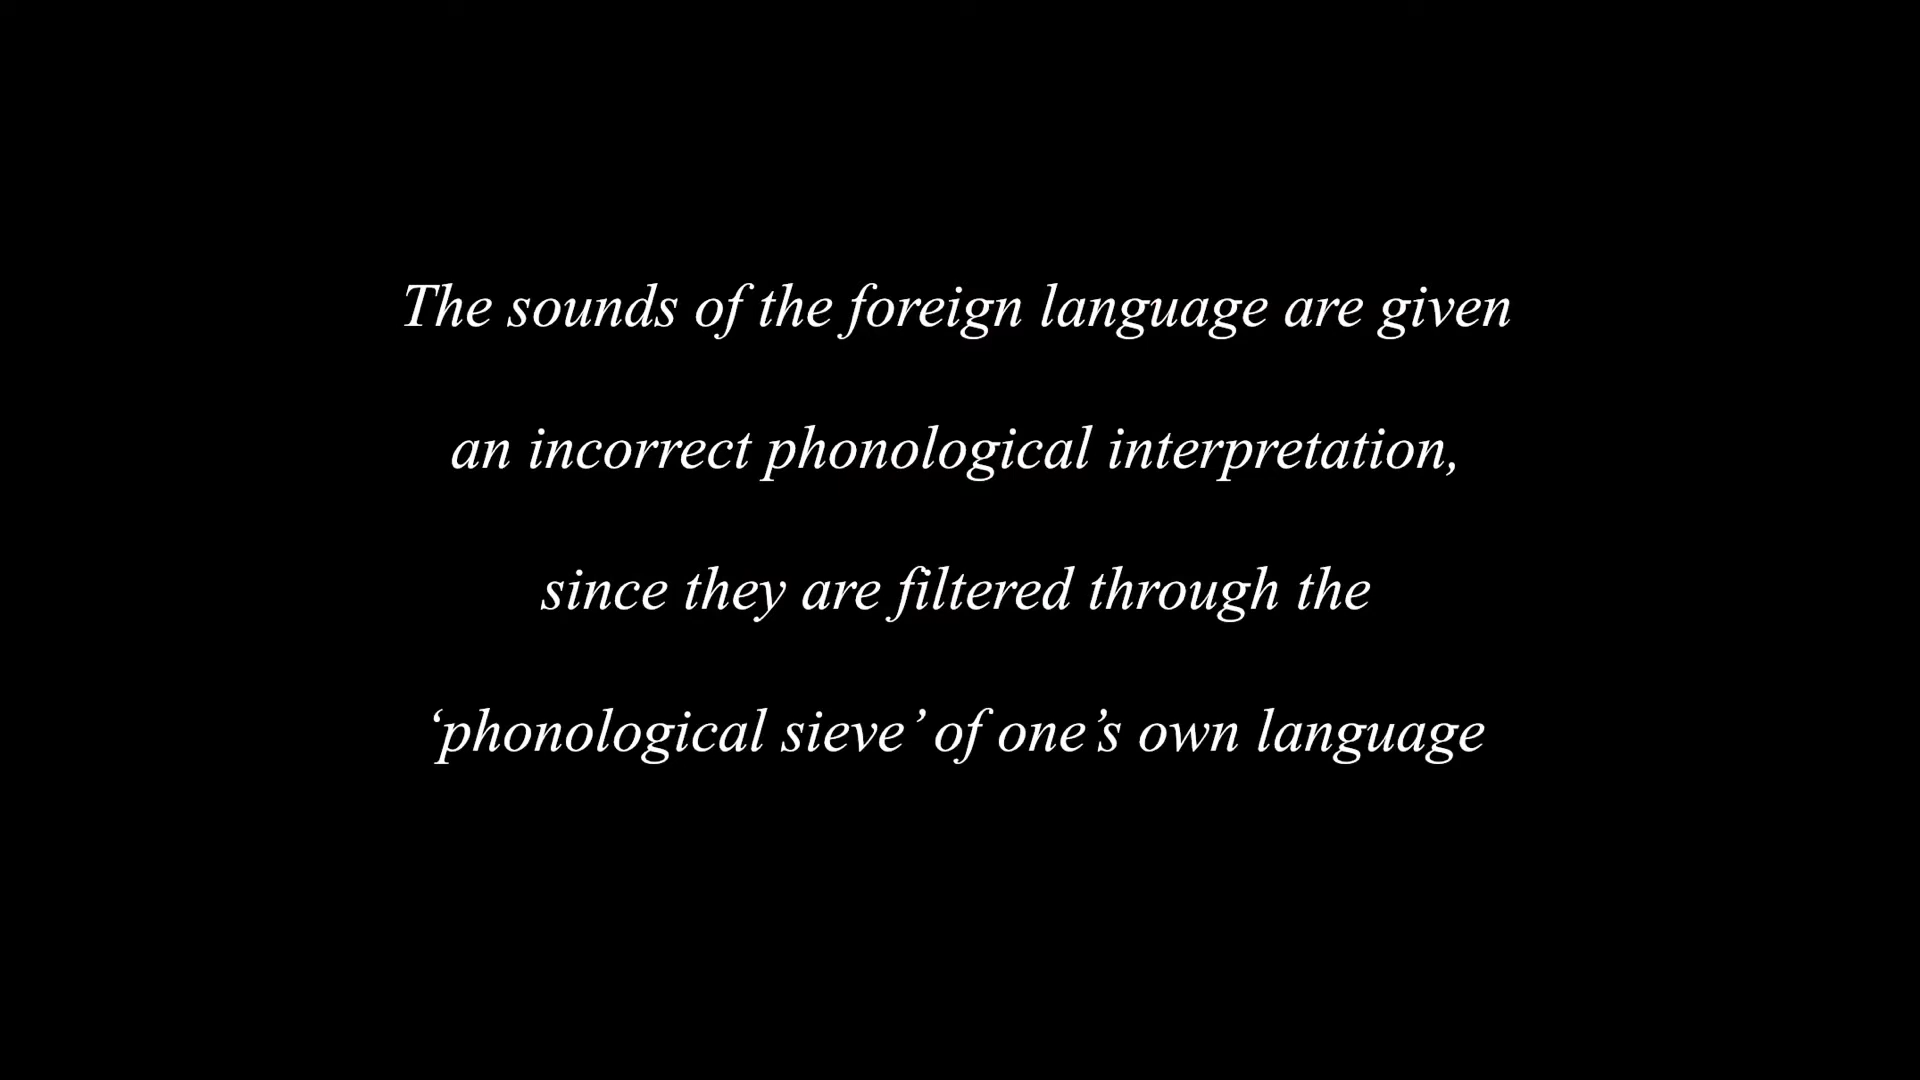 The sounds of the foreign language are given
an incorrect phonological interpretation,
since they are filtered through the
‘phonological sieve’ of one’s own language